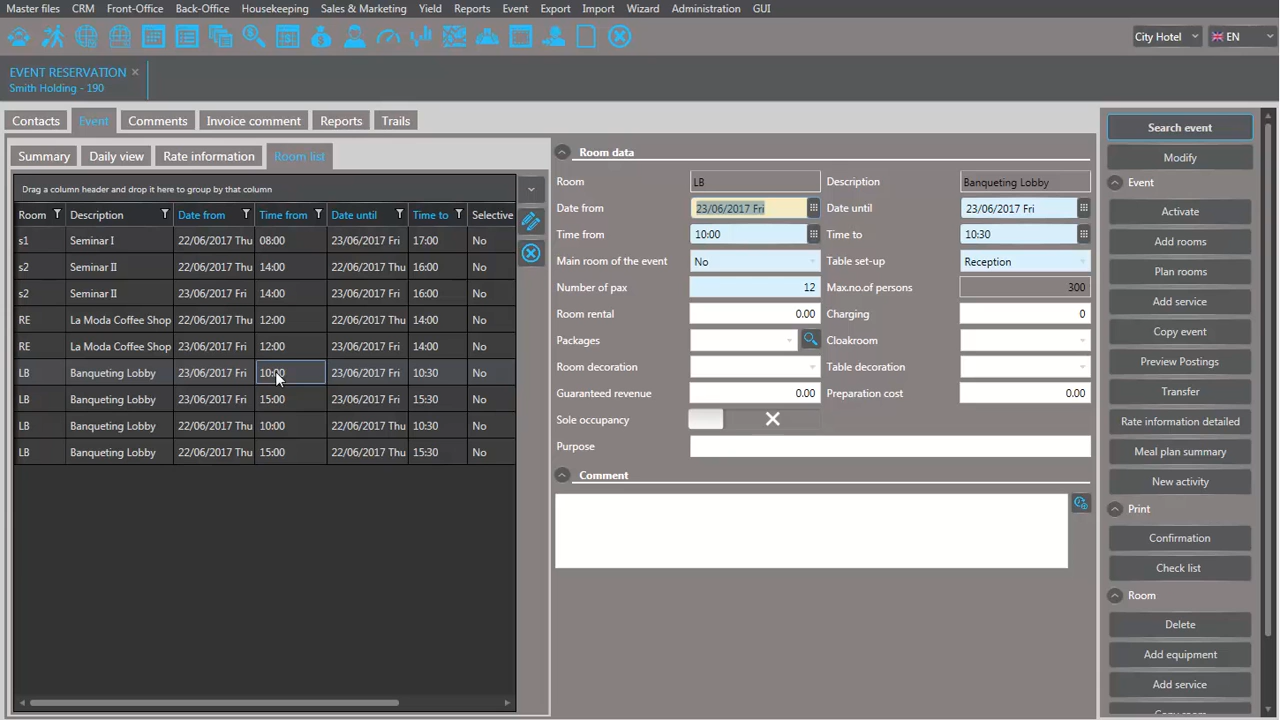 Master files CRM Front-Office Back-Office Housekeeping Sales & Marketing Yield Reports Event Export Import Wizard Administration GUI
City Hotel EN
EVENT RESERVATION ×
Smith Holding - 190
Contacts Event Comments Invoice comment Reports Trails
Summary Daily view Rate information Room list
Drag a column header and drop it here to group by that column
Room Description Date from Time from Date until Time to Selective
s1 Seminar I 22/06/2017 Thu 08:00 23/06/2017 Fri 17:00 No
s2 Seminar II 22/06/2017 Thu 14:00 22/06/2017 Thu 16:00 No
s2 Seminar II 23/06/2017 Fri 14:00 23/06/2017 Fri 16:00 No
RE La Moda Coffee Shop 22/06/2017 Thu 12:00 22/06/2017 Thu 14:00 No
RE La Moda Coffee Shop 23/06/2017 Fri 12:00 23/06/2017 Fri 14:00 No
LB Banqueting Lobby 23/06/2017 Fri 10:00 23/06/2017 Fri 10:30 No
LB Banqueting Lobby 23/06/2017 Fri 15:00 23/06/2017 Fri 15:30 No
LB Banqueting Lobby 22/06/2017 Thu 10:00 22/06/2017 Thu 10:30 No
LB Banqueting Lobby 22/06/2017 Thu 15:00 22/06/2017 Thu 15:30 No
Room data
Room LB Description Banqueting Lobby
Date from 23/06/2017 Fri Date until 23/06/2017 Fri
Time from 10:00 Time to 10:30
Main room of the event No Table set-up Reception
Number of pax 12 Max.no.of persons 300
Room rental 0.00 Charging 0
Packages Cloakroom
Room decoration Table decoration
Guaranteed revenue 0.00 Preparation cost 0.00
Sole occupancy
Purpose
Comment
Search event
Modify
Event
Activate
Add rooms
Plan rooms
Add service
Copy event
Preview Postings
Transfer
Rate information detailed
Meal plan summary
New activity
Print
Confirmation
Check list
Room
Delete
Add equipment
Add service
Copy room